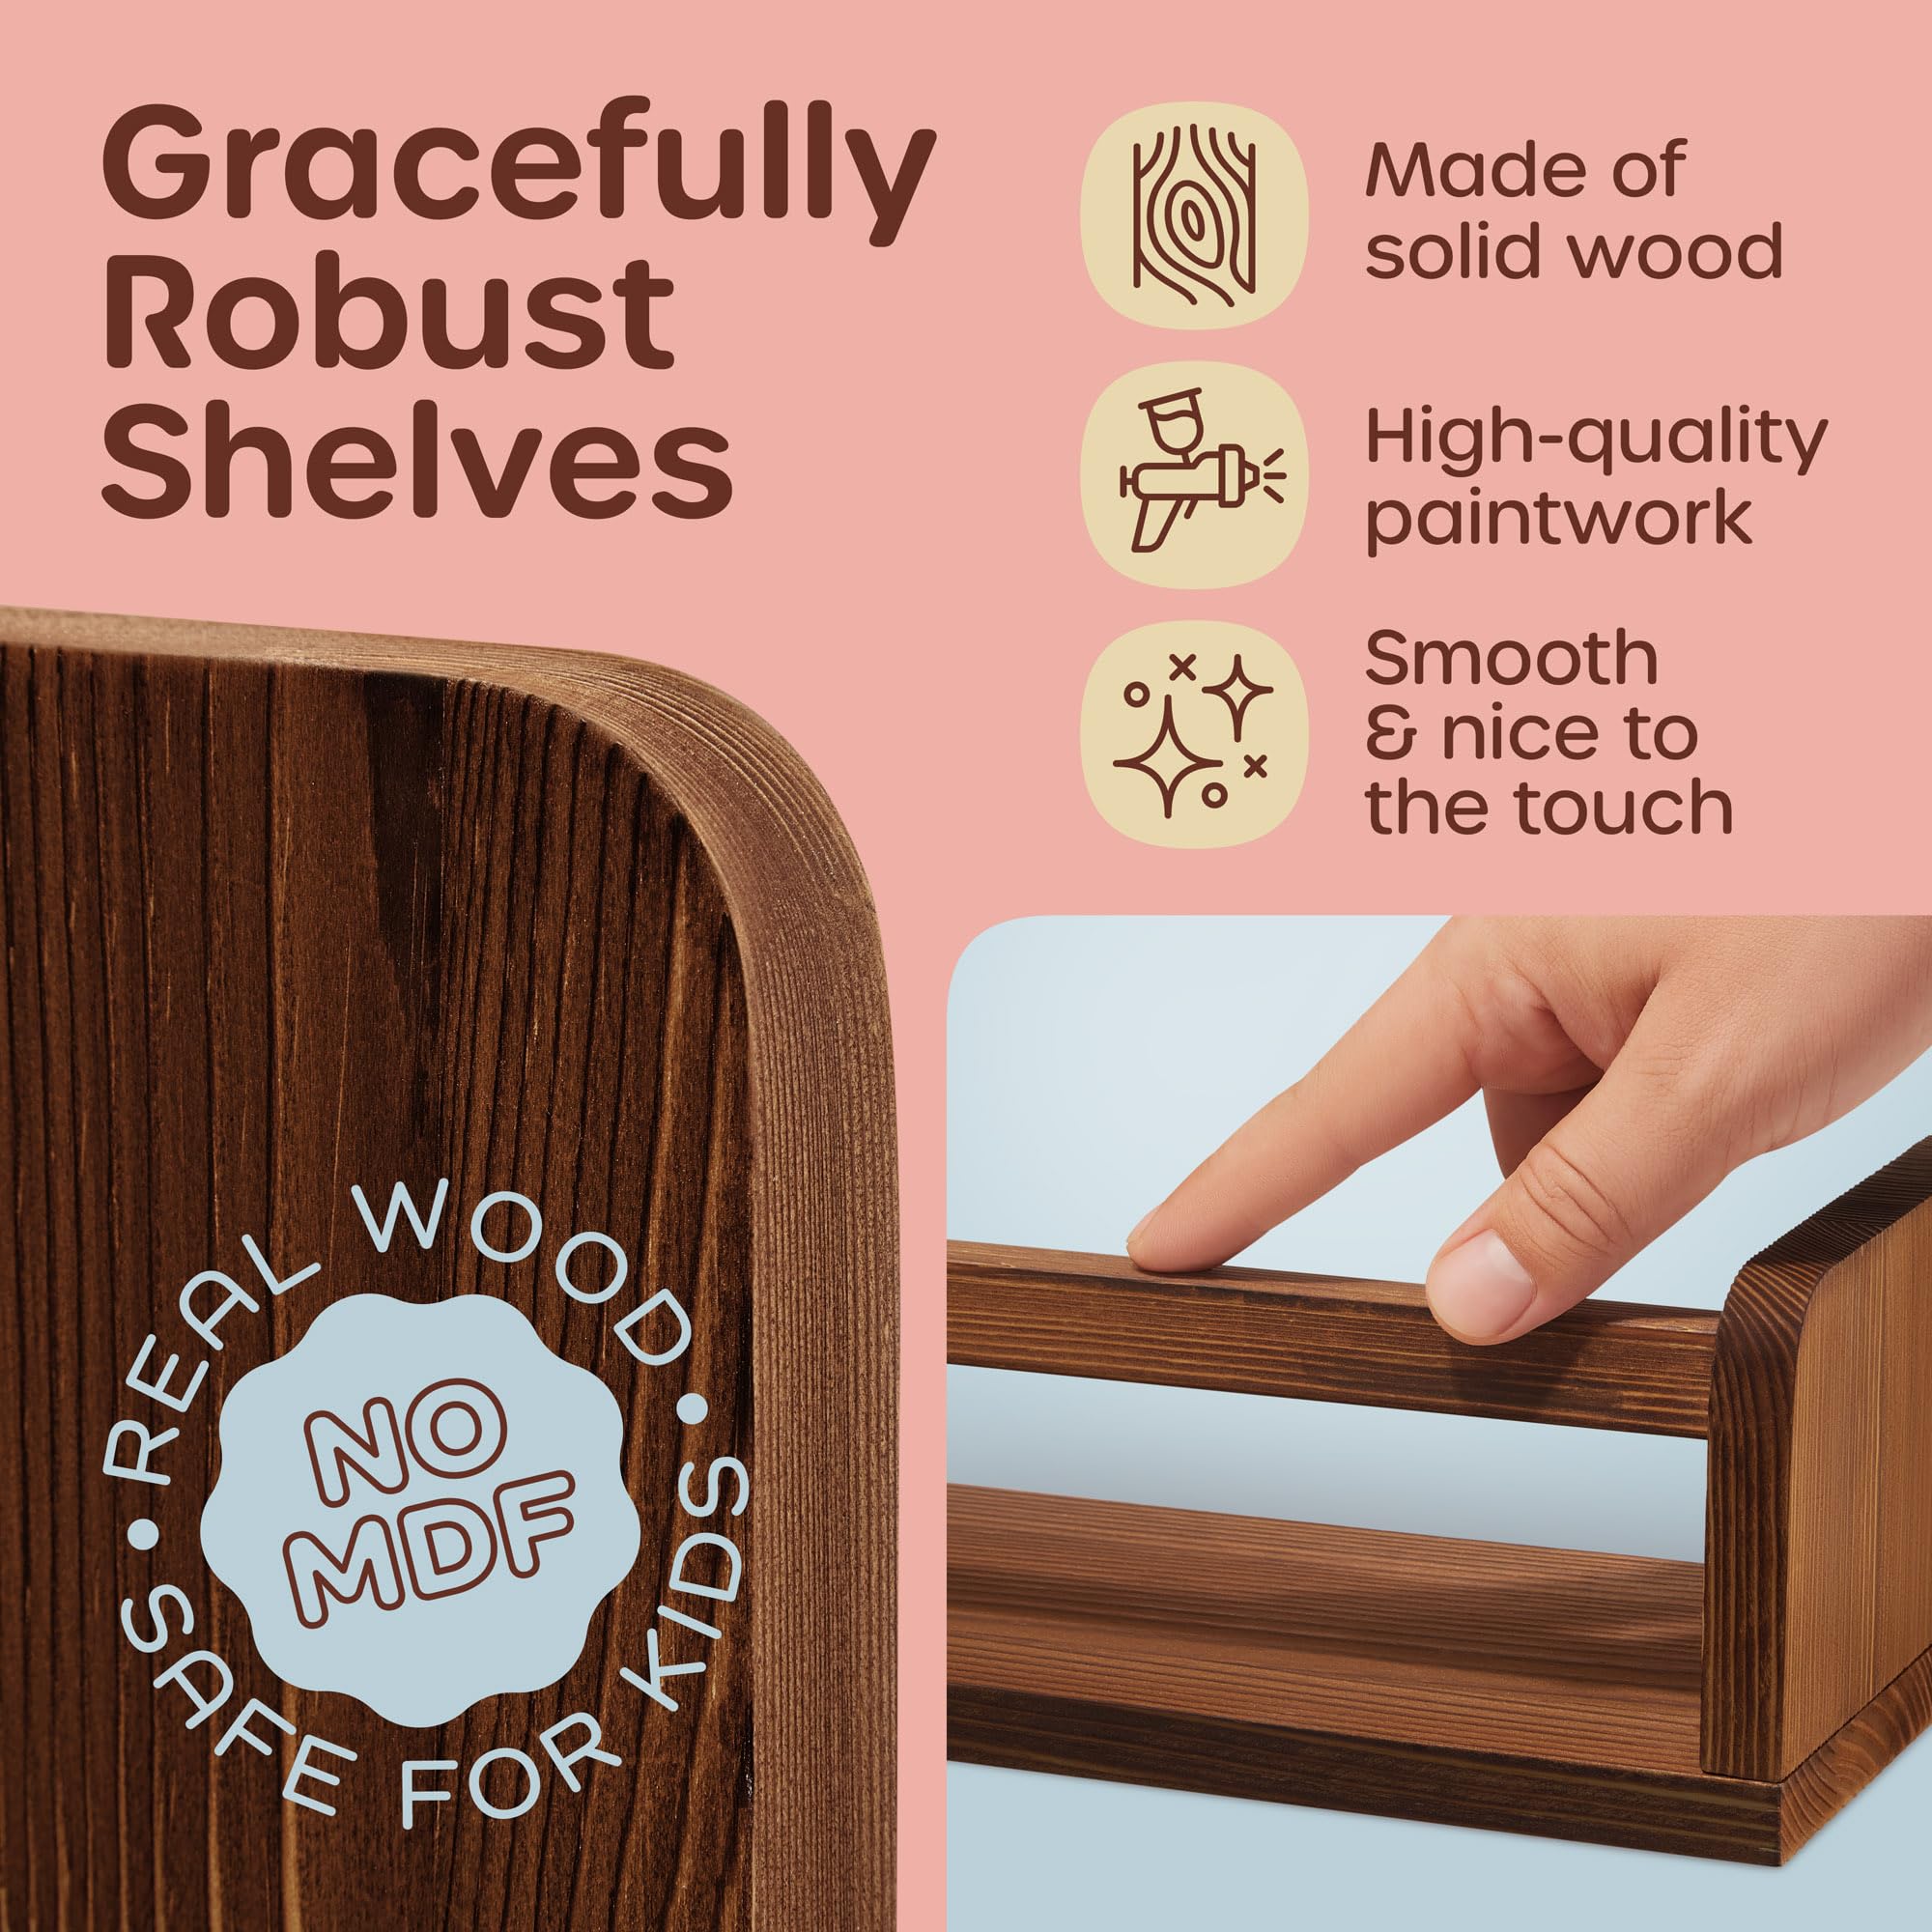 Gracefully
Robust
Shelves
Made of
solid wood
High-quality
paintwork
Smooth
& nice to
the touch
REAL WOOD •
SAFE FOR KIDS •
NO
MDF